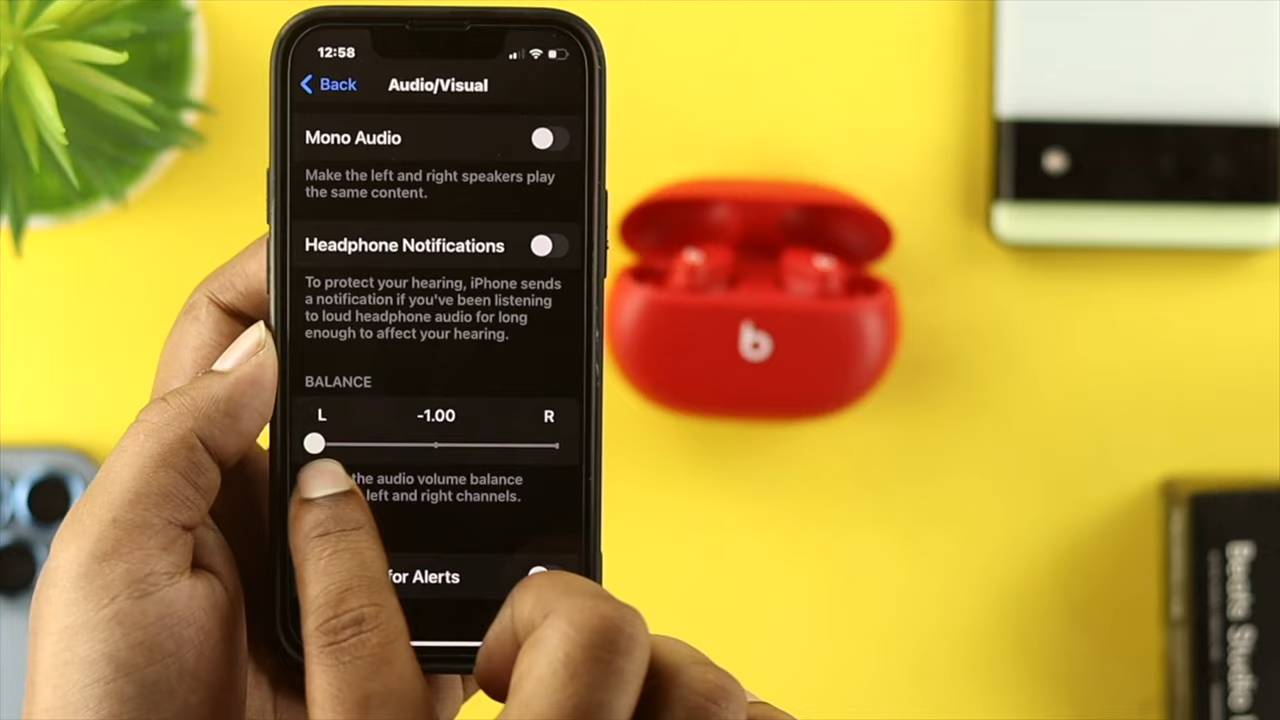 12:58
Back
Audio/Visual
Mono Audio
Make the left and right speakers play
the same content.
Headphone Notifications
To protect your hearing, iPhone sends
a notification if you've been listening
to loud headphone audio for long
enough to affect your hearing.
BALANCE
L -1.00 R
the audio volume balance
left and right channels.
for Alerts
b
Beats Studio